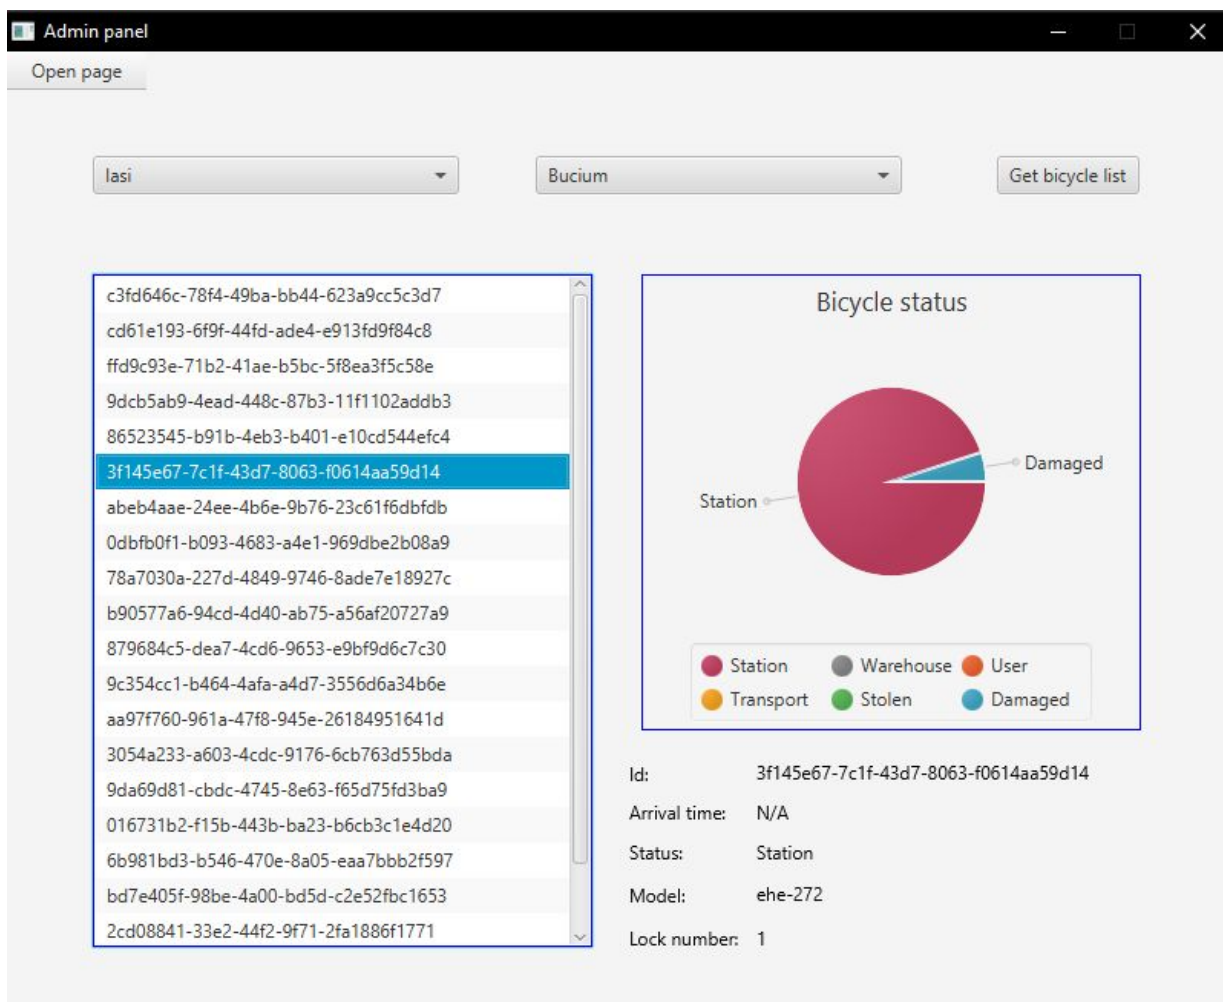 Admin panel
Open page
Iasi
Bucium
Get bicycle list
c3fd646c-78f4-49ba-bb44-623a9cc5c3d7
cd61e193-6f9f-44fd-ade4-e913fd9f84c8
ffd9c93e-71b2-41ae-b5bc-5f8ea3f5c58e
9dcb5ab9-4ead-448c-87b3-11f1102addb3
86523545-b91b-4eb3-b401-e10cd544efc4
3f145e67-7c1f-43d7-8063-f0614aa59d14
abeb4aae-24ee-4b6e-9b76-23c61f6dbfdb
0dbfb0f1-b093-4683-a4e1-969dbe2b08a9
78a7030a-227d-4849-9746-8ade7e18927c
b90577a6-94cd-4d40-ab75-a56af20727a9
879684c5-dea7-4cd6-9653-e9bf9d6c7c30
9c354cc1-b464-4afa-a4d7-3556d6a34b6e
aa97f760-961a-47f8-945e-26184951641d
3054a233-a603-4cdc-9176-6cb763d55bda
9da69d81-cbdc-4745-8e63-f65d75fd3ba9
016731b2-f15b-443b-ba23-b6cb3c1e4d20
6b981bd3-b546-470e-8a05-eaa7bbb2f597
bd7e405f-98be-4a00-bd5d-c2e52fbc1653
2cd08841-33e2-44f2-9f71-2fa1886f1771
Bicycle status
Damaged
Station
Station Warehouse User
Transport Stolen Damaged
Id: 3f145e67-7c1f-43d7-8063-f0614aa59d14
Arrival time: N/A
Status: Station
Model: ehe-272
Lock number: 1